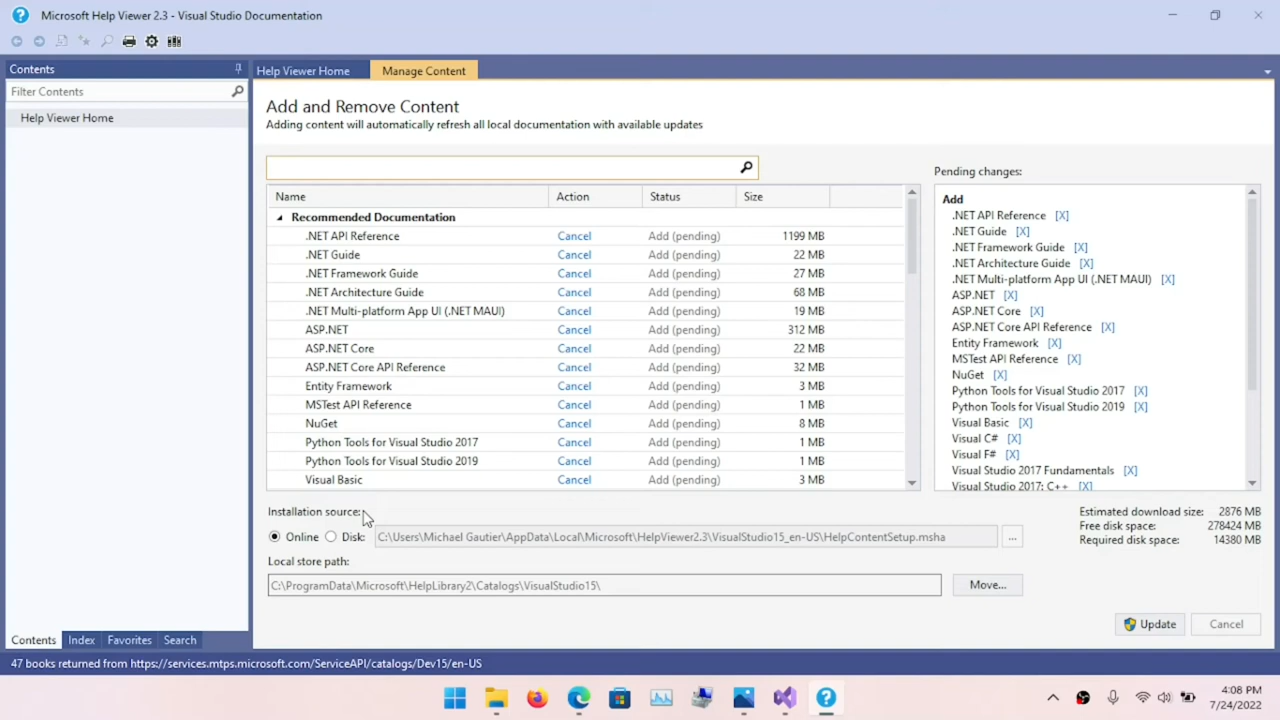 Microsoft Help Viewer 2.3 - Visual Studio Documentation
Contents
Help Viewer Home
Manage Content
Filter Contents
Help Viewer Home
Add and Remove Content
Adding content will automatically refresh all local documentation with available updates
Pending changes:
Name Action Status Size
Recommended Documentation
.NET API Reference Cancel Add (pending) 1199 MB
.NET Guide Cancel Add (pending) 22 MB
.NET Framework Guide Cancel Add (pending) 27 MB
.NET Architecture Guide Cancel Add (pending) 68 MB
.NET Multi-platform App UI (.NET MAUI) Cancel Add (pending) 19 MB
ASP.NET Cancel Add (pending) 312 MB
ASP.NET Core Cancel Add (pending) 22 MB
ASP.NET Core API Reference Cancel Add (pending) 32 MB
Entity Framework Cancel Add (pending) 3 MB
MSTest API Reference Cancel Add (pending) 1 MB
NuGet Cancel Add (pending) 8 MB
Python Tools for Visual Studio 2017 Cancel Add (pending) 1 MB
Python Tools for Visual Studio 2019 Cancel Add (pending) 1 MB
Visual Basic Cancel Add (pending) 3 MB
Add
.NET API Reference [X]
.NET Guide [X]
.NET Framework Guide [X]
.NET Architecture Guide [X]
.NET Multi-platform App UI (.NET MAUI) [X]
ASP.NET [X]
ASP.NET Core [X]
ASP.NET Core API Reference [X]
Entity Framework [X]
MSTest API Reference [X]
NuGet [X]
Python Tools for Visual Studio 2017 [X]
Python Tools for Visual Studio 2019 [X]
Visual Basic [X]
Visual C# [X]
Visual F# [X]
Visual Studio 2017 Fundamentals [X]
Visual Studio 2017: C++ [X]
Installation source:
Online Disk: C:\Users\Michael Gautier\AppData\Local\Microsoft\HelpViewer2.3\VisualStudio15_en-US\HelpContentSetup.msha ...
Local store path:
C:\ProgramData\Microsoft\HelpLibrary2\Catalogs\VisualStudio15\ Move...
Estimated download size: 2876 MB
Free disk space: 278424 MB
Required disk space: 14380 MB
Update Cancel
Contents Index Favorites Search
47 books returned from https://services.mtps.microsoft.com/ServiceAPI/catalogs/Dev15/en-US
4:08 PM
7/24/2022